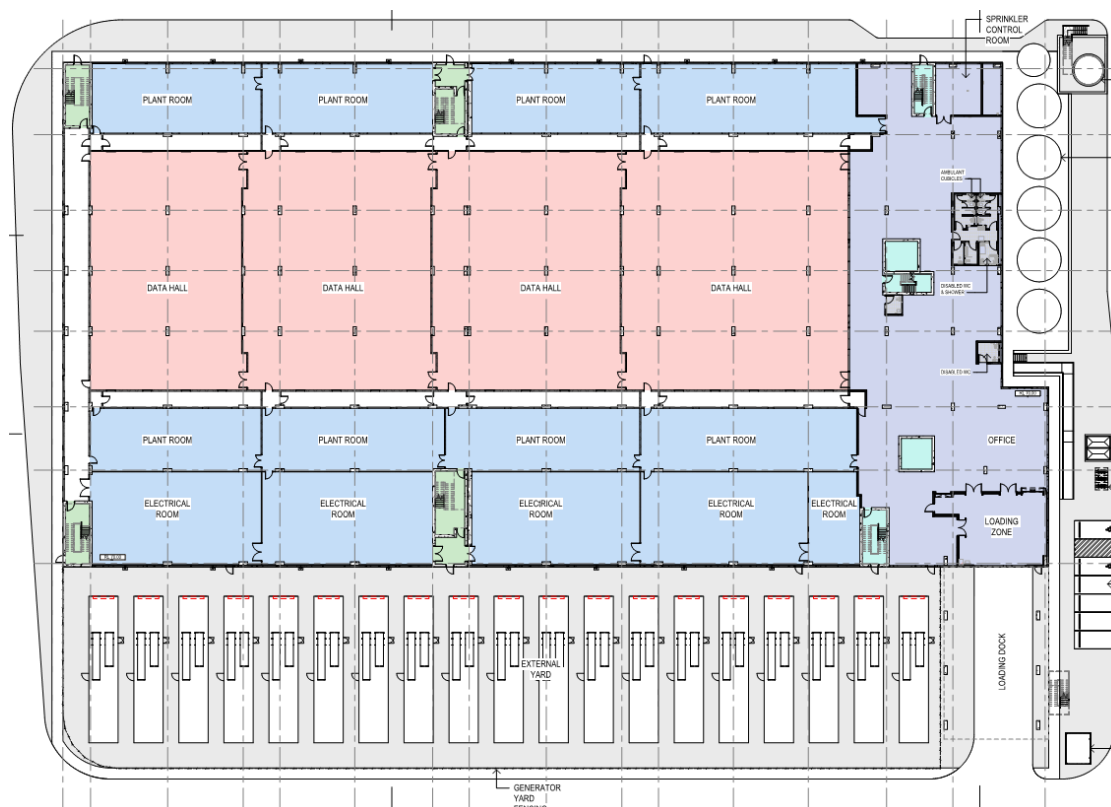 SPRINKLER
CONTROL
ROOM
PLANT ROOM
PLANT ROOM
PLANT ROOM
PLANT ROOM
AMBULANT
CUBICLES
DATA HALL
DATA HALL
DATA HALL
DATA HALL
DISABLED WC
& SHOWER
DISABLED WC
PLANT ROOM
PLANT ROOM
PLANT ROOM
PLANT ROOM
OFFICE
ELECTRICAL
ROOM
ELECTRICAL
ROOM
ELECTRICAL
ROOM
ELECTRICAL
ROOM
ELECTRICAL
ROOM
LOADING
ZONE
EXTERNAL
YARD
LOADING DOCK
GENERATOR
YARD